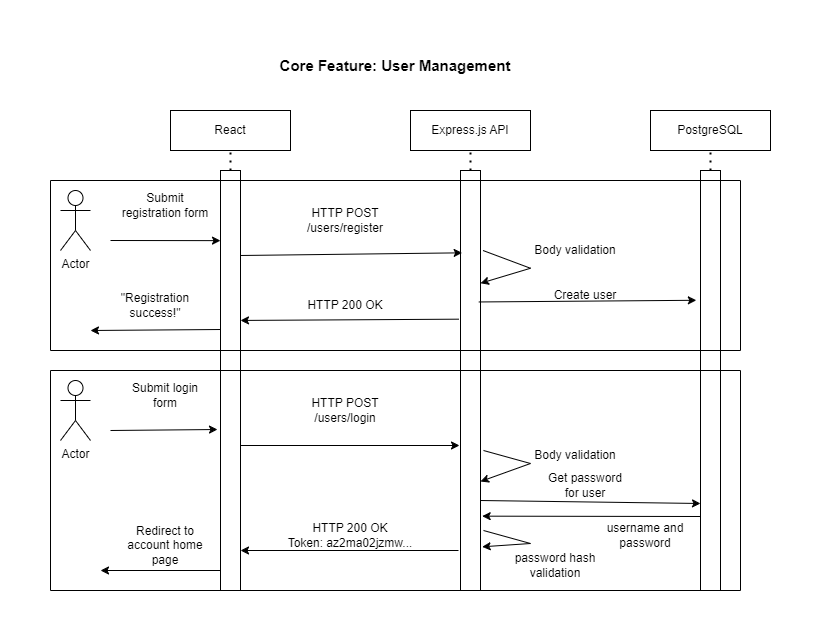 Core Feature: User Management
React
Express.js API
PostgreSQL
Submit
registration form
Actor
HTTP POST
/users/register
Body validation
Create user
HTTP 200 OK
"Registration
success!"
Submit login
form
Actor
HTTP POST
/users/login
Body validation
Get password
for user
username and
password
password hash
validation
HTTP 200 OK
Token: az2ma02jzmw...
Redirect to
account home
page